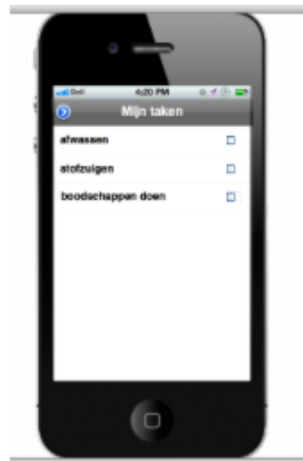 Bell 4:20 PM
Mijn taken
afwassen
stofzuigen
boodschappen doen